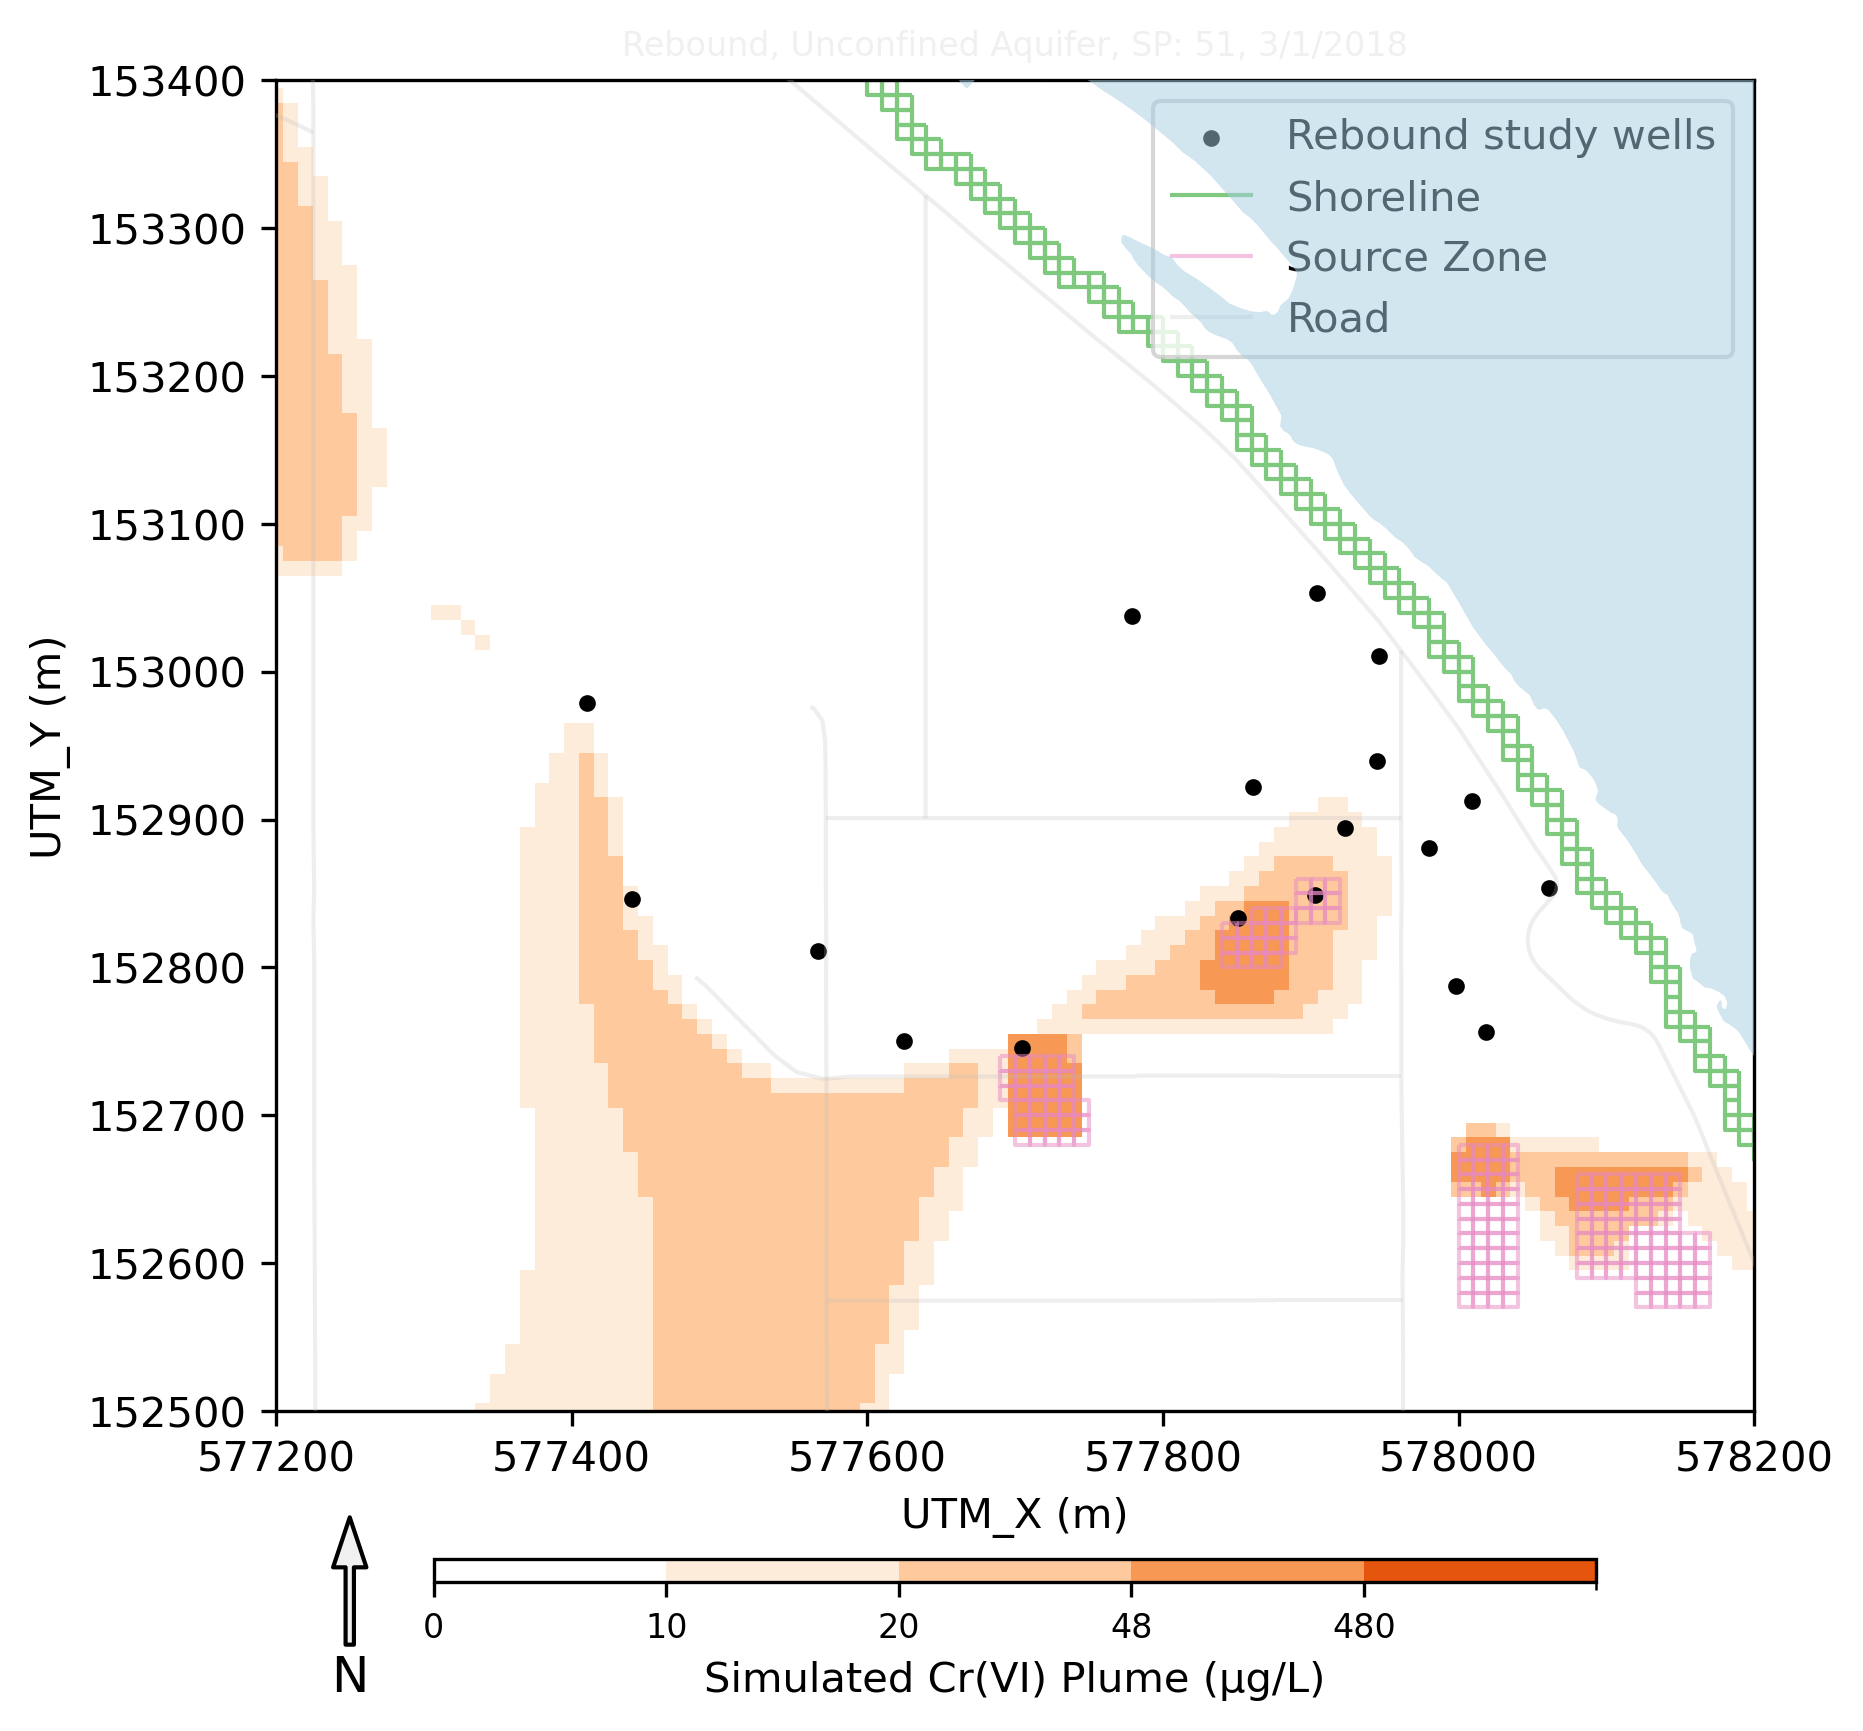 Rebound, Unconfined Aquifer, SP: 51, 3/1/2018
Rebound study wells
Shoreline
Source Zone
Road
153400
153300
153200
153100
153000
152900
152800
152700
152600
152500
UTM_Y (m)
577200 577400 577600 577800 578000 578200
UTM_X (m)
N
0 10 20 48 480
Simulated Cr(VI) Plume (μg/L)